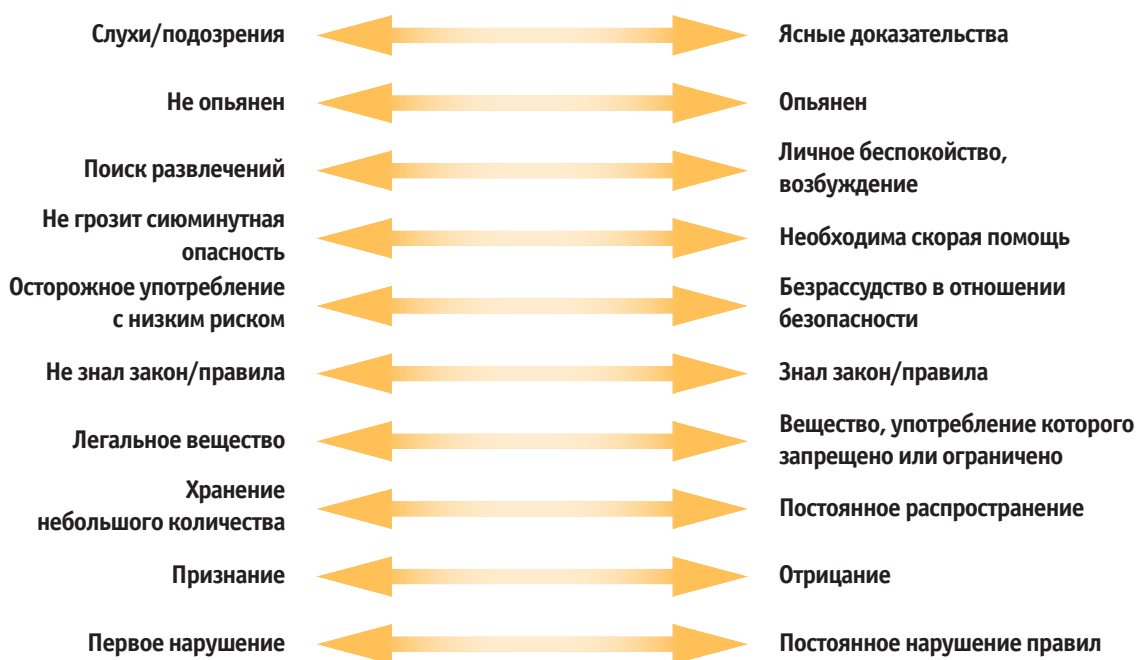 Слухи/подозрения
Ясные доказательства
Не опьянен
Опьянен
Поиск развлечений
Личное беспокойство,
возбуждение
Не грозит сиюминутная
опасность
Необходима скорая помощь
Осторожное употребление
с низким риском
Безрассудство в отношении
безопасности
Не знал закон/правила
Знал закон/правила
Легальное вещество
Вещество, употребление которого
запрещено или ограничено
Хранение
небольшого количества
Постоянное распространение
Признание
Отрицание
Первое нарушение
Постоянное нарушение правил